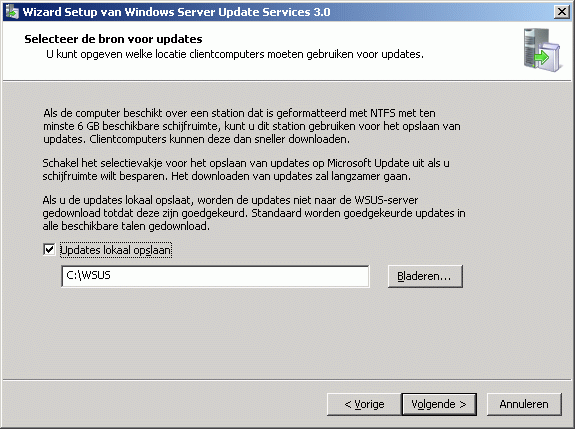 Wizard Setup van Windows Server Update Services 3.0
Selecteer de bron voor updates
U kunt opgeven welke locatie clientcomputers moeten gebruiken voor updates.
Als de computer beschikt over een station dat is geformatteerd met NTFS met ten
minste 6 GB beschikbare schijfruimte, kunt u dit station gebruiken voor het opslaan van
updates. Clientcomputers kunnen deze dan sneller downloaden.
Schakel het selectievakje voor het opslaan van updates op Microsoft Update uit als u
schijfruimte wilt besparen. Het downloaden van updates zal langzamer gaan.
Als u de updates lokaal opslaat, worden de updates niet naar de WSUS-server
gedownload totdat deze zijn goedgekeurd. Standaard worden goedgekeurde updates in
alle beschikbare talen gedownload.
Updates lokaal opslaan
C:\WSUS
Bladeren...
< Vorige
Volgende >
Annuleren